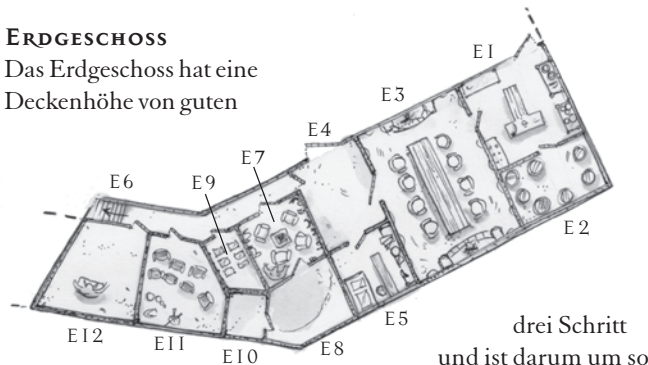 ERDGESCHOSS
Das Erdgeschoss hat eine
Deckenhöhe von guten
E1
E3
E4
E7
E9
E6
E2
E5
E8
E10
E11
E12
drei Schritt
und ist darum um so